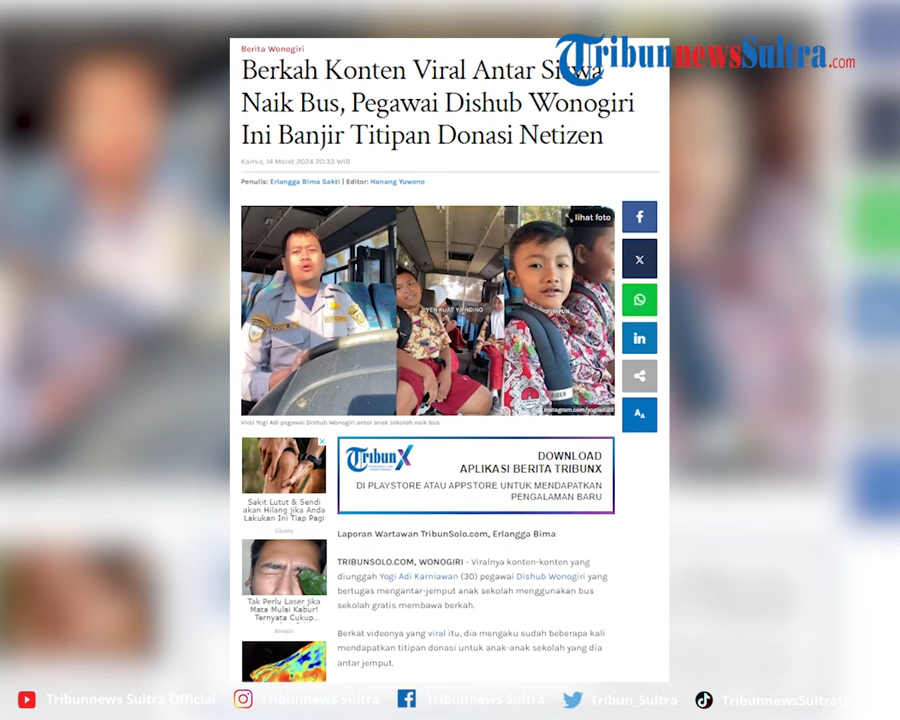 TribunnewsSultra.com
Berita Wonogiri
Berkah Konten Viral Antar Siswa
Naik Bus, Pegawai Dishub Wonogiri
Ini Banjir Titipan Donasi Netizen
Kamis, 14 Maret 2024 20:33 WIB
Penulis: Erlangga Bima Sakti | Editor: Hanang Yuwono
lihat foto
Viral Yogi Adi pegawai Dishub Wonogiri antar anak sekolah naik bus.
TribunX
DOWNLOAD
APLIKASI BERITA TRIBUNX
DI PLAYSTORE ATAU APPSTORE UNTUK MENDAPATKAN
PENGALAMAN BARU
Sakit Lutut & Sendi
akan Hilang jika Anda
Lakukan Ini Tiap Pagi
Tak Perlu Laser jika
Mata Mulai Kabur!
Ternyata Cukup...
Laporan Wartawan TribunSolo.com, Erlangga Bima
TRIBUNSOLO.COM, WONOGIRI - Viralnya konten-konten yang
diunggah Yogi Adi Karniawan (30) pegawai Dishub Wonogiri yang
bertugas mengantar-jemput anak sekolah menggunakan bus
sekolah gratis membawa berkah.
Berkat videonya yang viral itu, dia mengaku sudah beberapa kali
mendapatkan titipan donasi untuk anak-anak sekolah yang dia
antar jemput.
Tribunnews Sultra Official
Tribunnews Sultra
Tribunnews Sultra
Tribun_Sultra